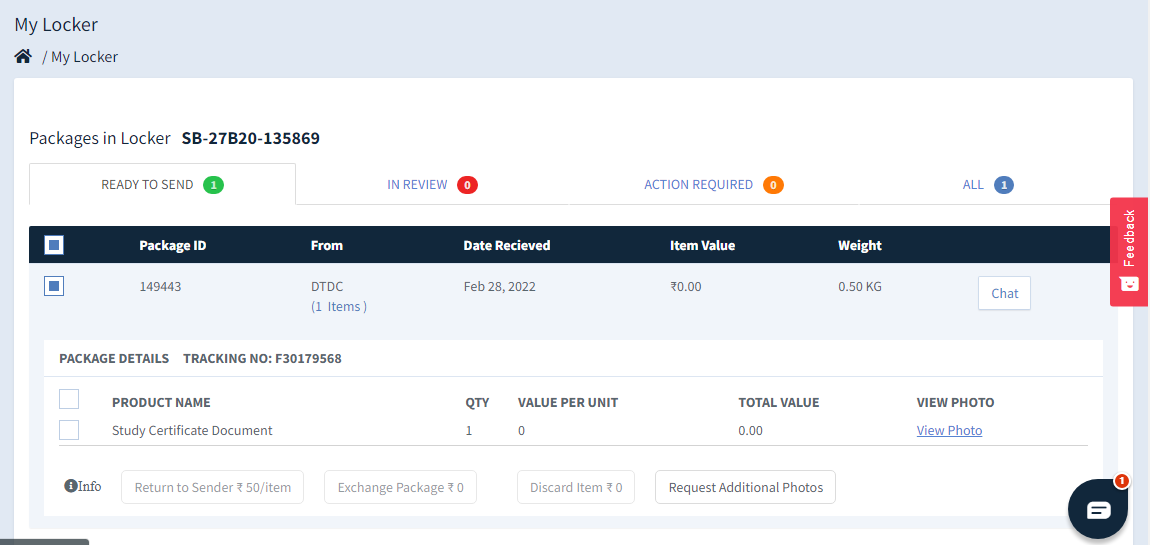 My Locker
/ My Locker
Packages in Locker SB-27B20-135869
READY TO SEND 1 IN REVIEW 0 ACTION REQUIRED 0 ALL 1
Package ID From Date Recieved Item Value Weight
149443 DTDC Feb 28, 2022 ₹0.00 0.50 KG Chat
(1 Items )
Feedback
PACKAGE DETAILS TRACKING NO: F30179568
PRODUCT NAME QTY VALUE PER UNIT TOTAL VALUE VIEW PHOTO
Study Certificate Document 1 0 0.00 View Photo
Info Return to Sender ₹ 50/item Exchange Package ₹ 0 Discard Item ₹ 0 Request Additional Photos
1